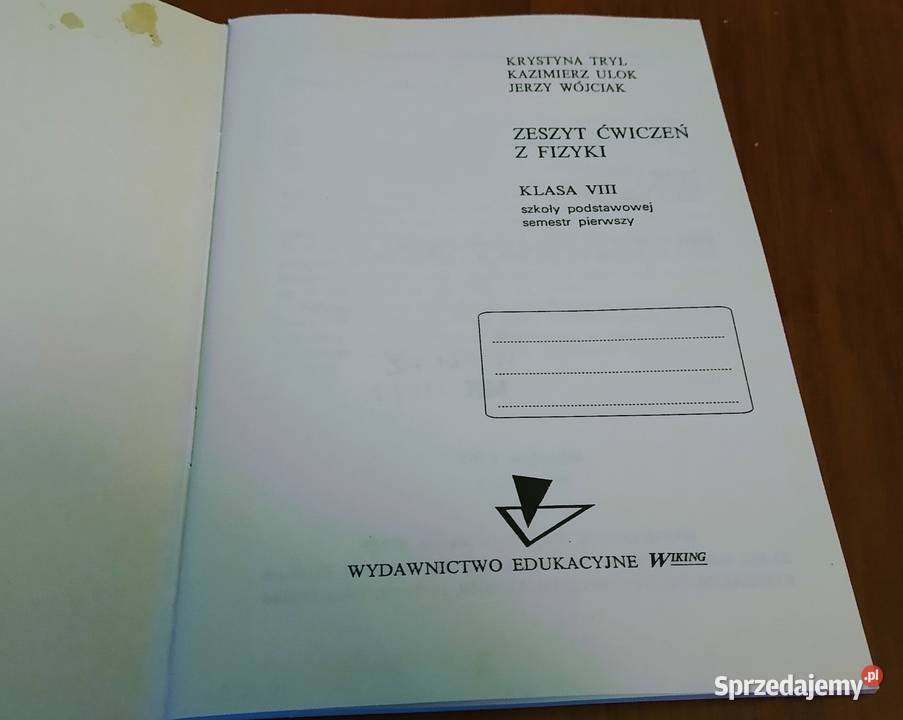 KRYSTYNA TRYL
KAZIMIERZ ULOK
JERZY WÓJCIAK
ZESZYT ĆWICZEŃ
Z FIZYKI
KLASA VIII
szkoły podstawowej
semestr pierwszy
WYDAWNICTWO EDUKACYJNE WIKING
Sprzedajemy.pl